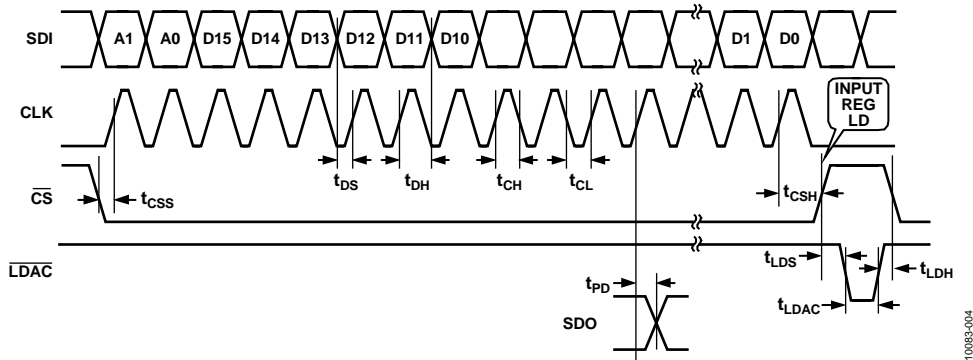 SDI A1 A0 D15 D14 D13 D12 D11 D10 D1 D0
INPUT
REG
LD
CLK
tDS tDH tCH tCL tCSH
CS tCSS
LDAC
tLDS tLDH
tPD
tLDAC
SDO
10083-004